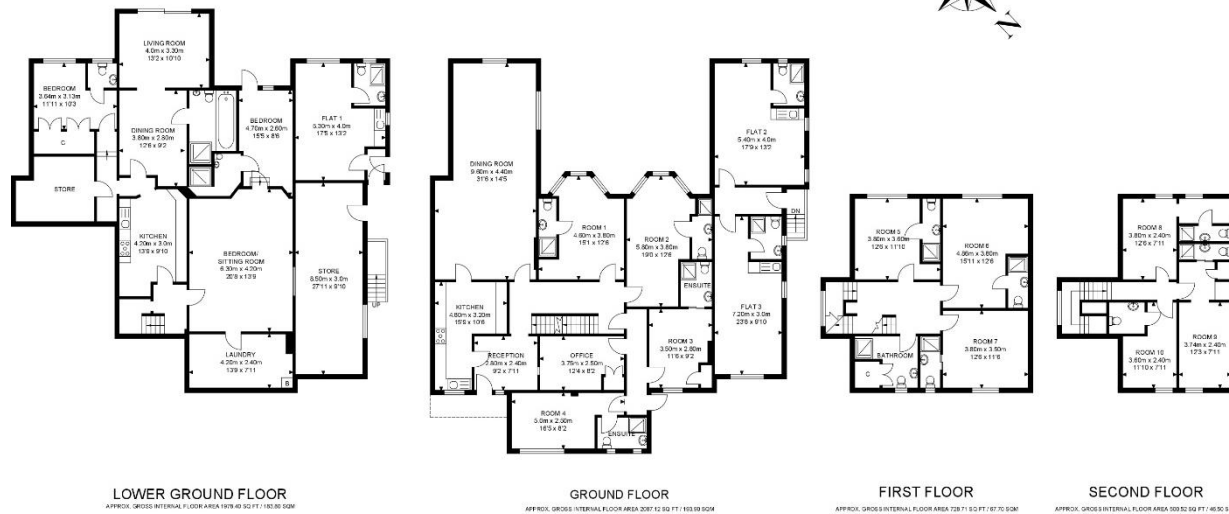 N
LIVING ROOM
4.0m x 3.30m
13'2 x 10'10
BEDROOM
3.64m x 3.13m
11'11 x 10'3
C
DINING ROOM
3.80m x 2.80m
12'6 x 9'2
BEDROOM
4.70m x 2.60m
15'5 x 8'6
FLAT 1
5.30m x 4.0m
17'5 x 13'2
STORE
KITCHEN
4.20m x 3.0m
13'9 x 9'10
BEDROOM/
SITTING ROOM
6.30m x 4.20m
20'8 x 13'9
STORE
8.50m x 3.0m
27'11 x 9'10
UP
LAUNDRY
4.20m x 2.40m
13'9 x 7'11
B
LOWER GROUND FLOOR
DINING ROOM
9.60m x 4.40m
31'6 x 14'5
FLAT 2
5.40m x 4.0m
17'9 x 13'2
ROOM 1
4.60m x 3.80m
15'1 x 12'6
ROOM 2
5.80m x 3.80m
19'0 x 12'6
DN
ENSUITE
KITCHEN
4.80m x 3.20m
15'9 x 10'6
FLAT 3
7.20m x 3.0m
23'8 x 9'10
RECEPTION
2.80m x 2.40m
9'2 x 7'11
OFFICE
3.75m x 2.50m
12'4 x 8'2
ROOM 3
3.50m x 2.80m
11'6 x 9'2
ROOM 4
5.0m x 2.50m
16'5 x 8'2
ENSUITE
GROUND FLOOR
ROOM 5
3.80m x 3.60m
12'6 x 11'10
ROOM 6
4.86m x 3.80m
15'11 x 12'6
BATHROOM
C
ROOM 7
3.80m x 3.50m
12'6 x 11'6
FIRST FLOOR
ROOM 8
3.80m x 2.40m
12'6 x 7'11
ROOM 10
3.60m x 2.40m
11'10 x 7'11
ROOM 9
3.74m x 2.40m
12'3 x 7'11
SECOND FLOOR